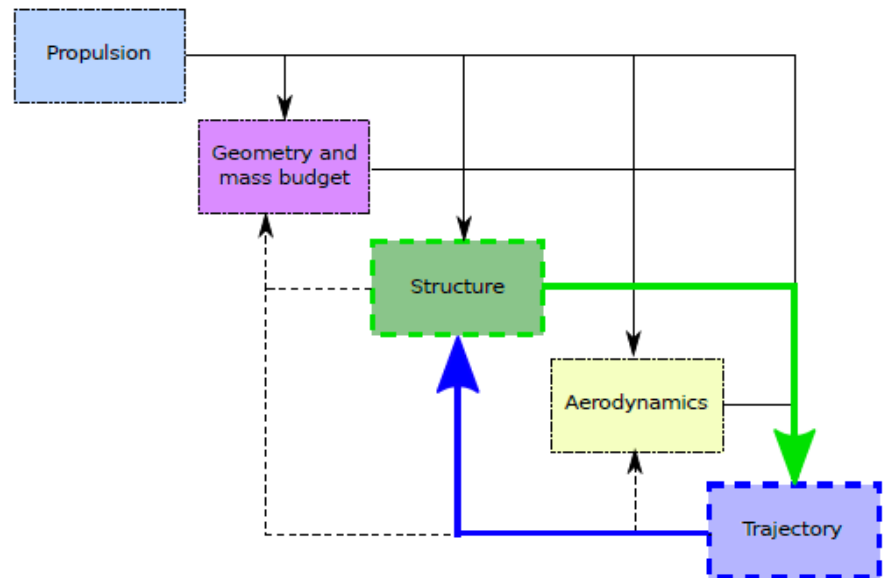 Propulsion
Geometry and
mass budget
Structure
Aerodynamics
Trajectory